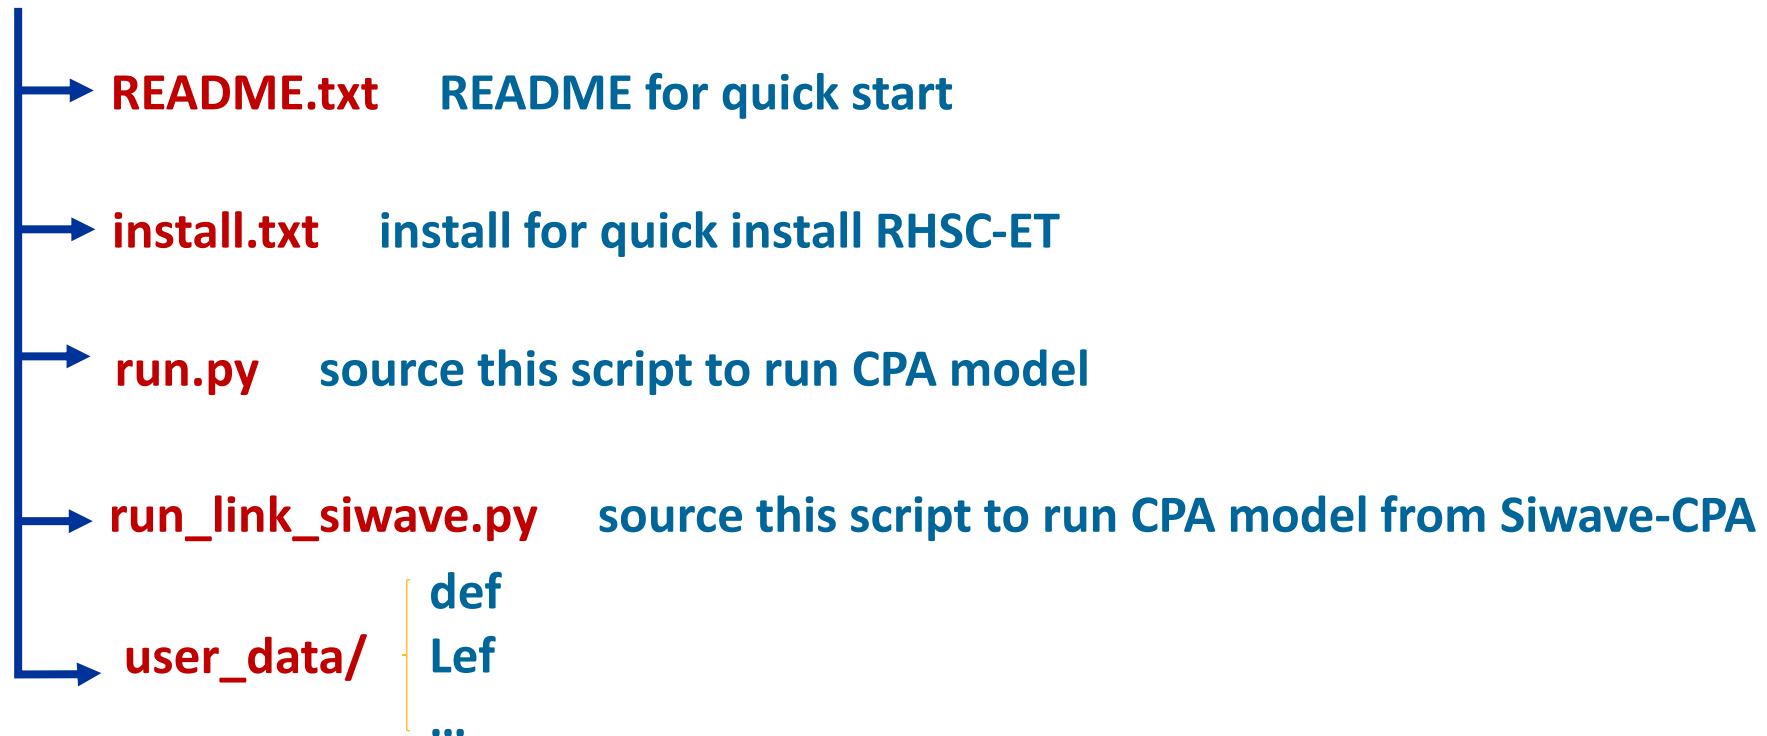 README.txt README for quick start
install.txt install for quick install RHSC-ET
run.py source this script to run CPA model
run_link_siwave.py source this script to run CPA model from Siwave-CPA
def
user_data/ Lef
...